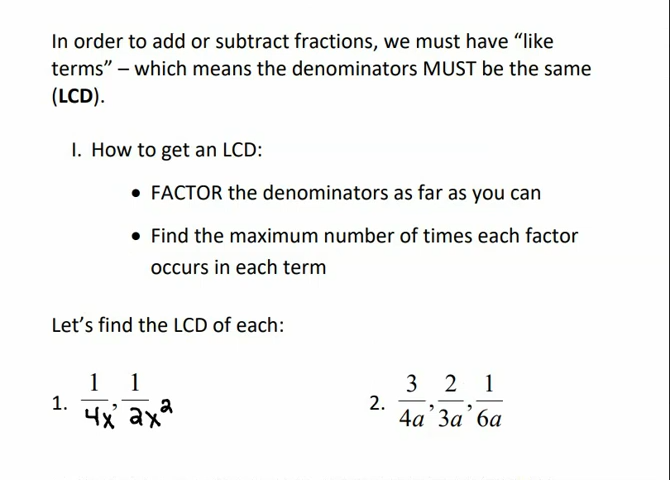 In order to add or subtract fractions, we must have “like
terms” – which means the denominators MUST be the same
(LCD).
I. How to get an LCD:
• FACTOR the denominators as far as you can
• Find the maximum number of times each factor
occurs in each term
Let’s find the LCD of each:
1. 1/4x, 1/2x²
2. 3/4a, 2/3a, 1/6a